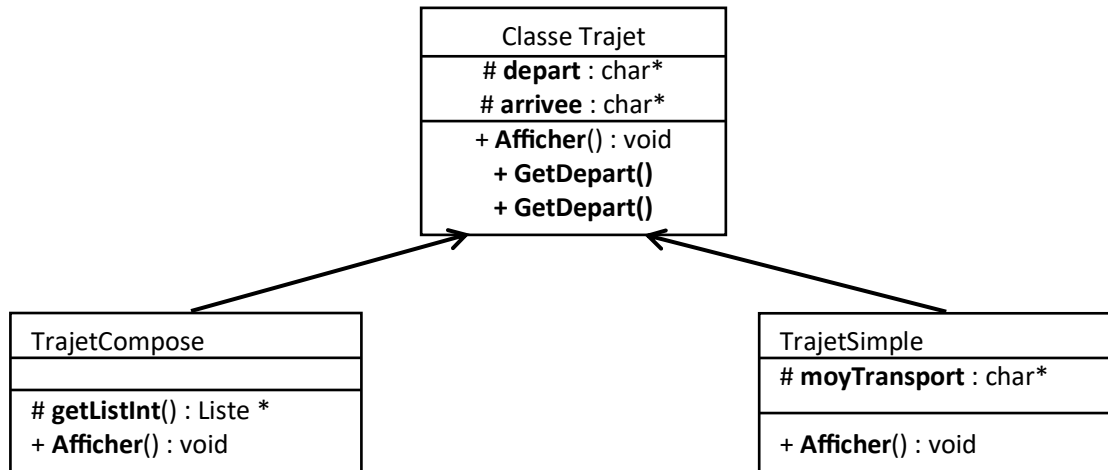 Classe Trajet
# depart : char*
# arrivee : char*
+ Afficher() : void
+ GetDepart()
+ GetDepart()
TrajetCompose
# getListInt() : Liste *
+ Afficher() : void
TrajetSimple
# moyTransport : char*
+ Afficher() : void